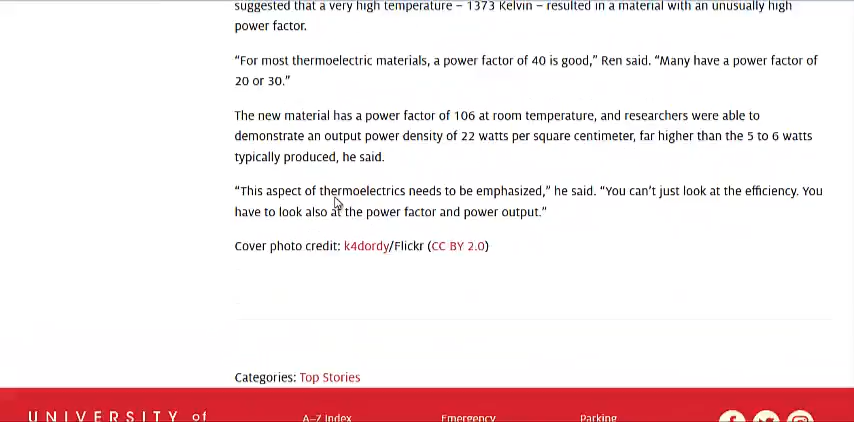 suggested that a very high temperature – 1373 Kelvin – resulted in a material with an unusually high
power factor.
“For most thermoelectric materials, a power factor of 40 is good,” Ren said. “Many have a power factor of
20 or 30.”
The new material has a power factor of 106 at room temperature, and researchers were able to
demonstrate an output power density of 22 watts per square centimeter, far higher than the 5 to 6 watts
typically produced, he said.
“This aspect of thermoelectrics needs to be emphasized,” he said. “You can’t just look at the efficiency. You
have to look also at the power factor and power output.”
Cover photo credit: k4dordy/Flickr (CC BY 2.0)
Categories: Top Stories
UNIVERSITY of A–Z Index Emergency Parking